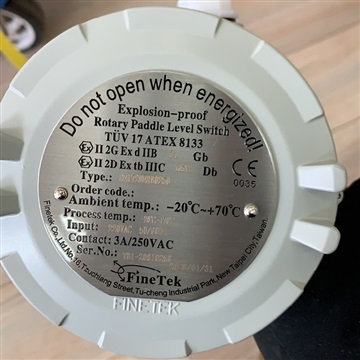 Do not open when energized!
Explosion-proof
Rotary Paddle Level Switch
TÜV 17 ATEX 8133
II 2G Ex d IIB Gb
II 2D Ex tb IIIC Db
Type.:
Order code.:
Ambient temp.: -20°C~+70°C
Process temp.:
Input:
Contact: 3A/250VAC
Ser.No.:
CE
0035
FineTek
FineTek Co.,Ltd. No.16, Tzuchiang Street, Tu-cheng Industrial Park, New Taipei City, Taiwan.
FINETEK